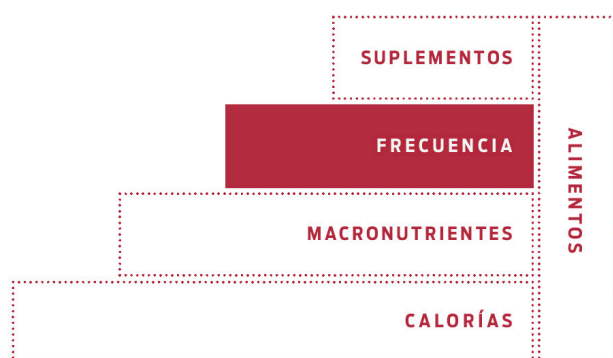 SUPLEMENTOS
FRECUENCIA
MACRONUTRIENTES
CALORÍAS
ALIMENTOS